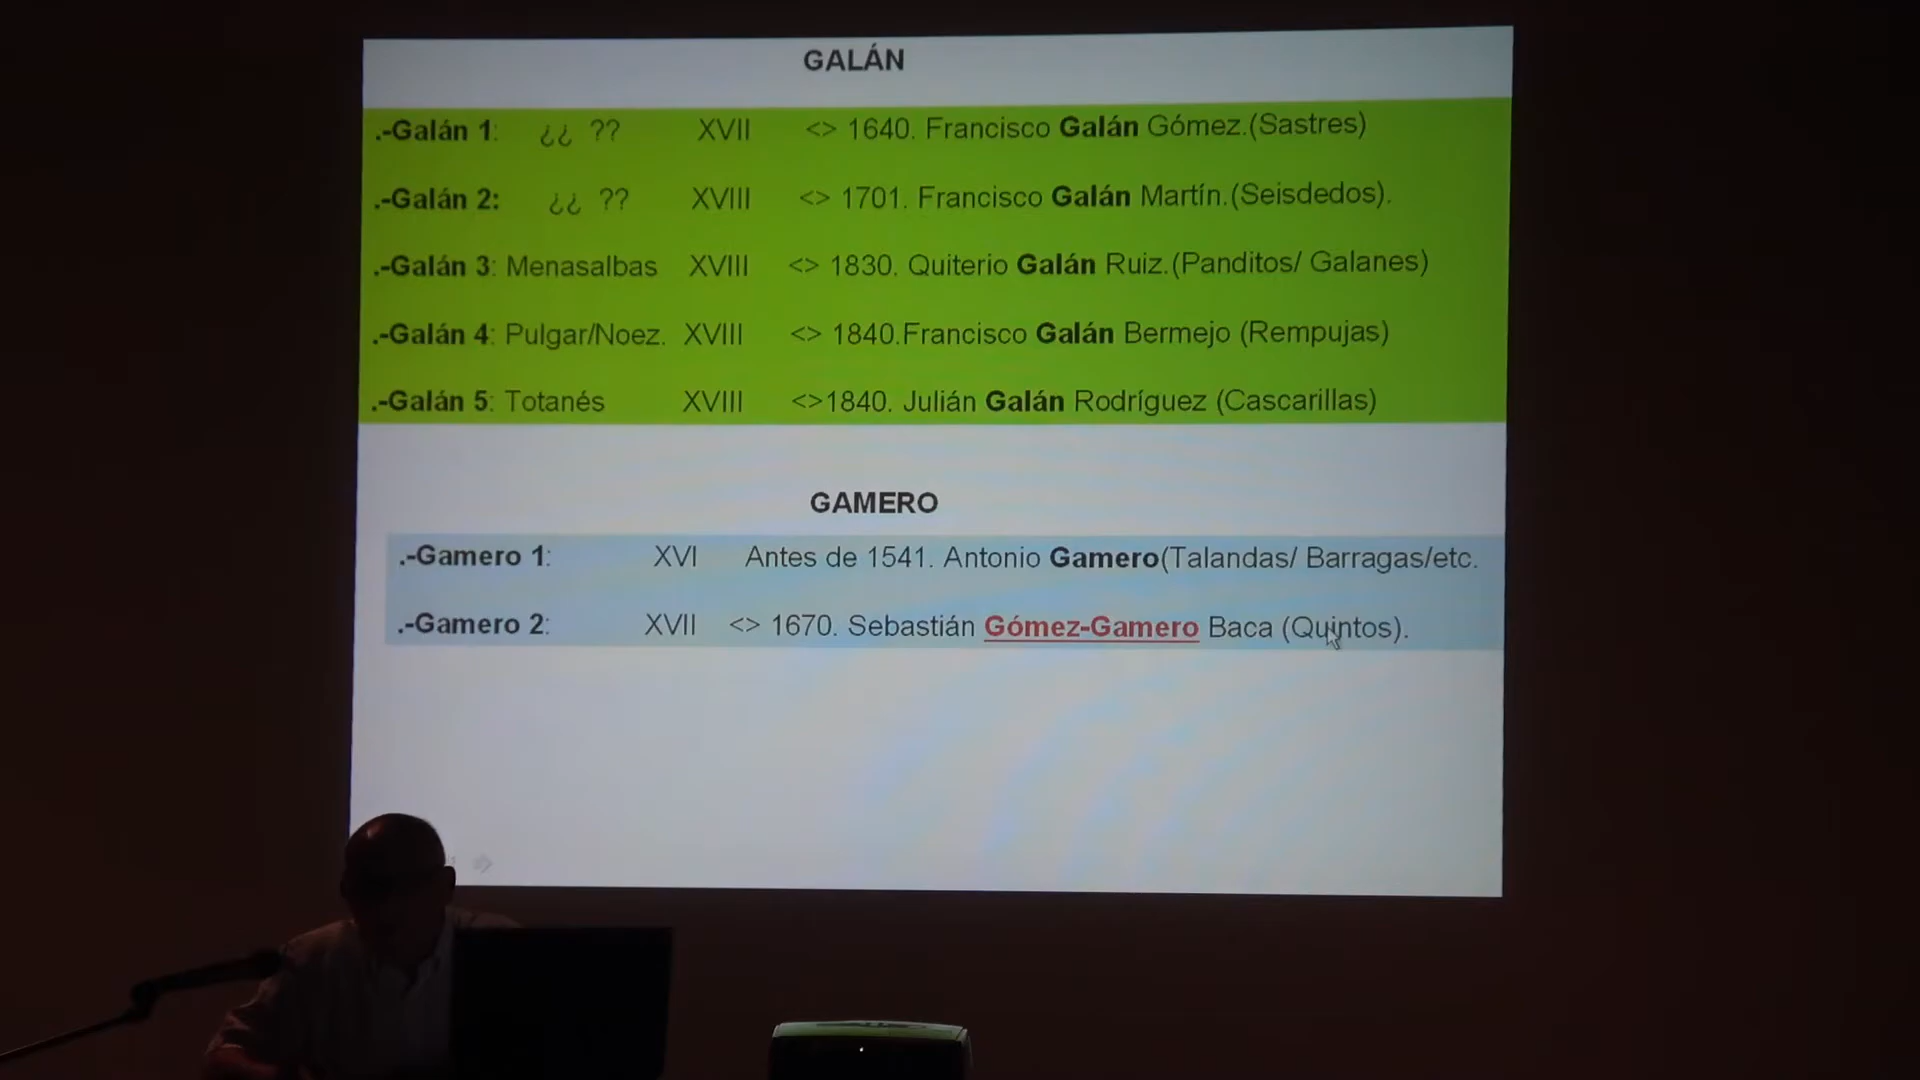 GALÁN
.-Galán 1: ¿¿ ?? XVII <> 1640. Francisco Galán Gómez.(Sastres)
.-Galán 2: ¿¿ ?? XVIII <> 1701. Francisco Galán Martín.(Seisdedos).
.-Galán 3: Menasalbas XVIII <> 1830. Quiterio Galán Ruiz.(Panditos/ Galanes)
.-Galán 4: Pulgar/Noez. XVIII <> 1840.Francisco Galán Bermejo (Rempujas)
.-Galán 5: Totanés XVIII <>1840. Julián Galán Rodríguez (Cascarillas)
GAMERO
.-Gamero 1: XVI Antes de 1541. Antonio Gamero(Talandas/ Barragas/etc.
.-Gamero 2: XVII <> 1670. Sebastián Gómez-Gamero Baca (Quintos).